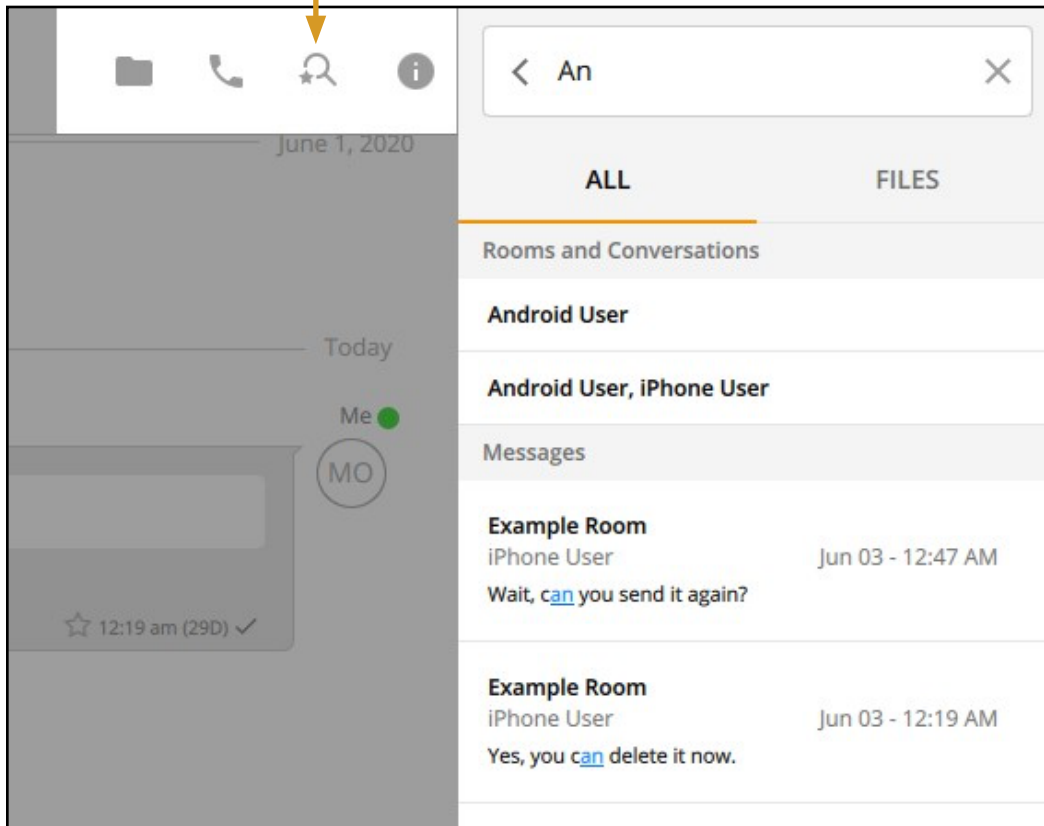 An
June 1, 2020
ALL FILES
Rooms and Conversations
Android User
Today
Android User, iPhone User
Me
Messages
MO
Example Room
iPhone User Jun 03 - 12:47 AM
Wait, can you send it again?
12:19 am (29D)
Example Room
iPhone User Jun 03 - 12:19 AM
Yes, you can delete it now.